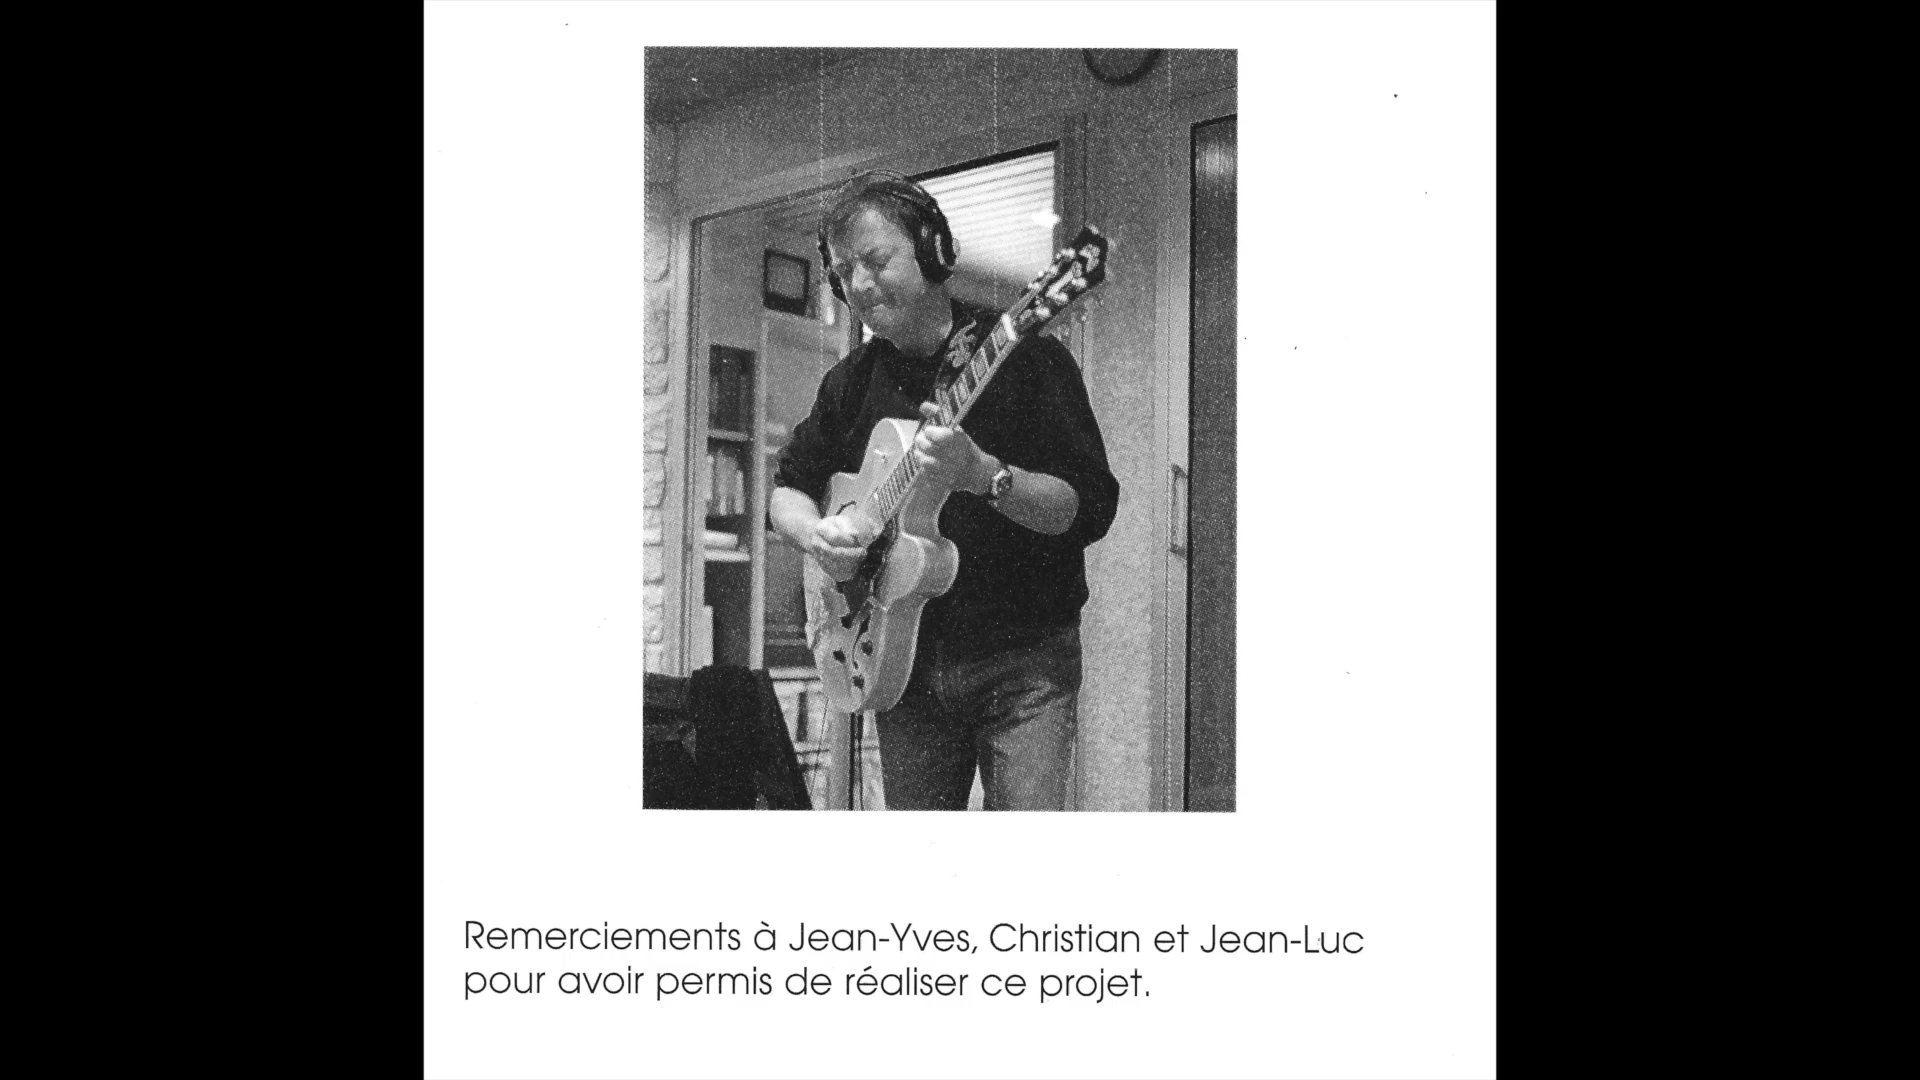 Remerciements à Jean-Yves, Christian et Jean-Luc
pour avoir permis de réaliser ce projet.